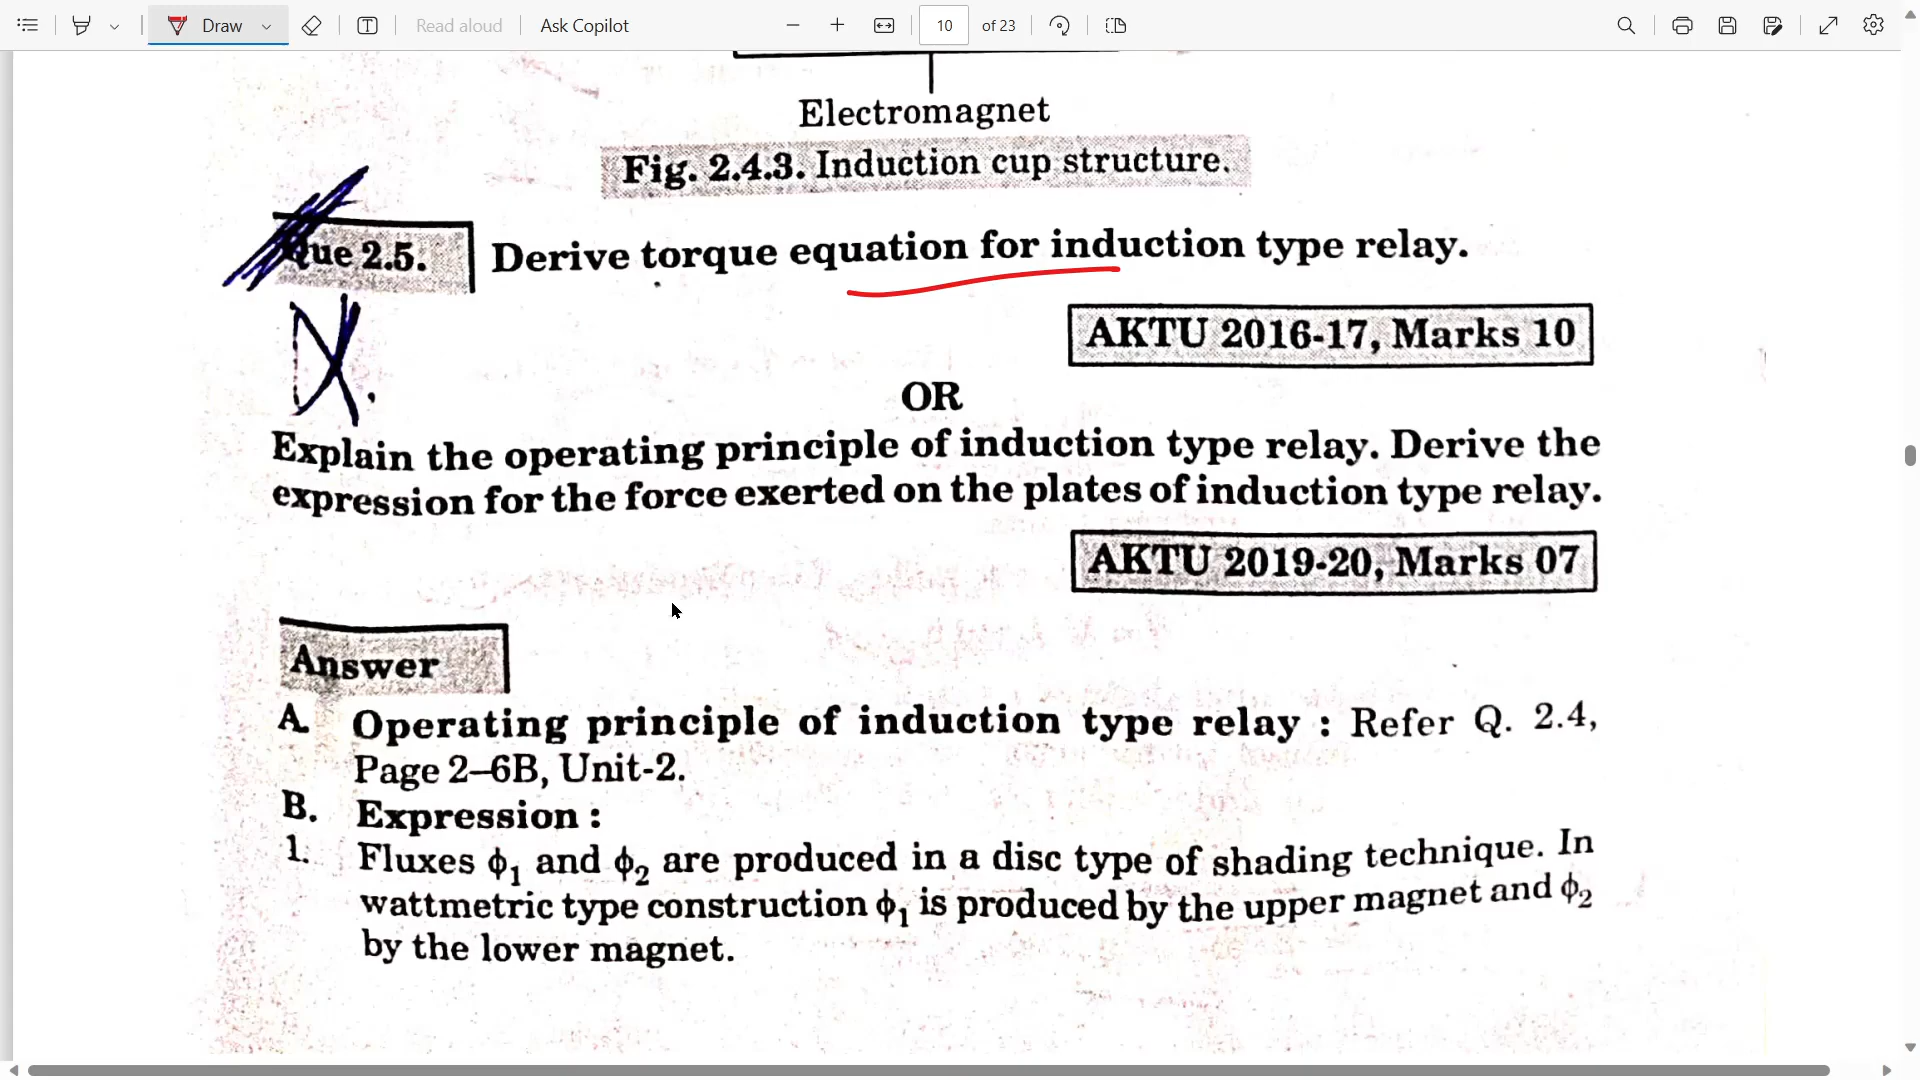 Draw
Read aloud
Ask Copilot
10 of 23
Electromagnet
Fig. 2.4.3. Induction cup structure.
Que 2.5. Derive torque equation for induction type relay.
AKTU 2016-17, Marks 10
OR
Explain the operating principle of induction type relay. Derive the
expression for the force exerted on the plates of induction type relay.
AKTU 2019-20, Marks 07
Answer
A. Operating principle of induction type relay : Refer Q. 2.4,
Page 2–6B, Unit-2.
B. Expression :
1. Fluxes ϕ₁ and ϕ₂ are produced in a disc type of shading technique. In
wattmetric type construction ϕ₁ is produced by the upper magnet and ϕ₂
by the lower magnet.